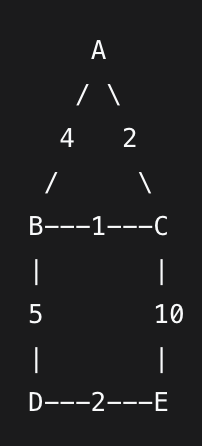 A
/ \
4 2
/ \
B---1---C
| |
5 10
| |
D---2---E